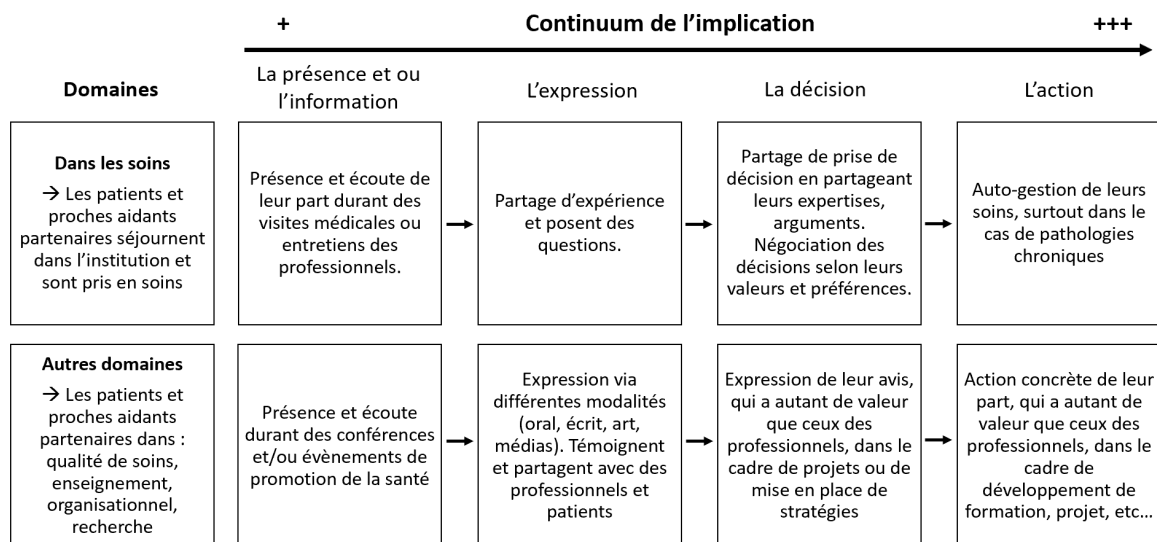 + Continuum de l’implication +++
Domaines
La présence et ou
l’information
L’expression
La décision
L’action
Dans les soins
→ Les patients et
proches aidants
partenaires séjournent
dans l’institution et
sont pris en soins
Présence et écoute de
leur part durant des
visites médicales ou
entretiens des
professionnels.
Partage d’expérience
et posent des
questions.
Partage de prise de
décision en partageant
leurs expertises,
arguments.
Négociation des
décisions selon leurs
valeurs et préférences.
Auto-gestion de leurs
soins, surtout dans le
cas de pathologies
chroniques
Autres domaines
→ Les patients et
proches aidants
partenaires dans :
qualité de soins,
enseignement,
organisationnel,
recherche
Présence et écoute
durant des conférences
et/ou évènements de
promotion de la santé
Expression via
différentes modalités
(oral, écrit, art,
médias). Témoignent
et partagent avec des
professionnels et
patients
Expression de leur avis,
qui a autant de valeur
que ceux des
professionnels, dans le
cadre de projets ou de
mise en place de
stratégies
Action concrète de leur
part, qui a autant de
valeur que ceux des
professionnels, dans le
cadre de
développement de
formation, projet, etc…